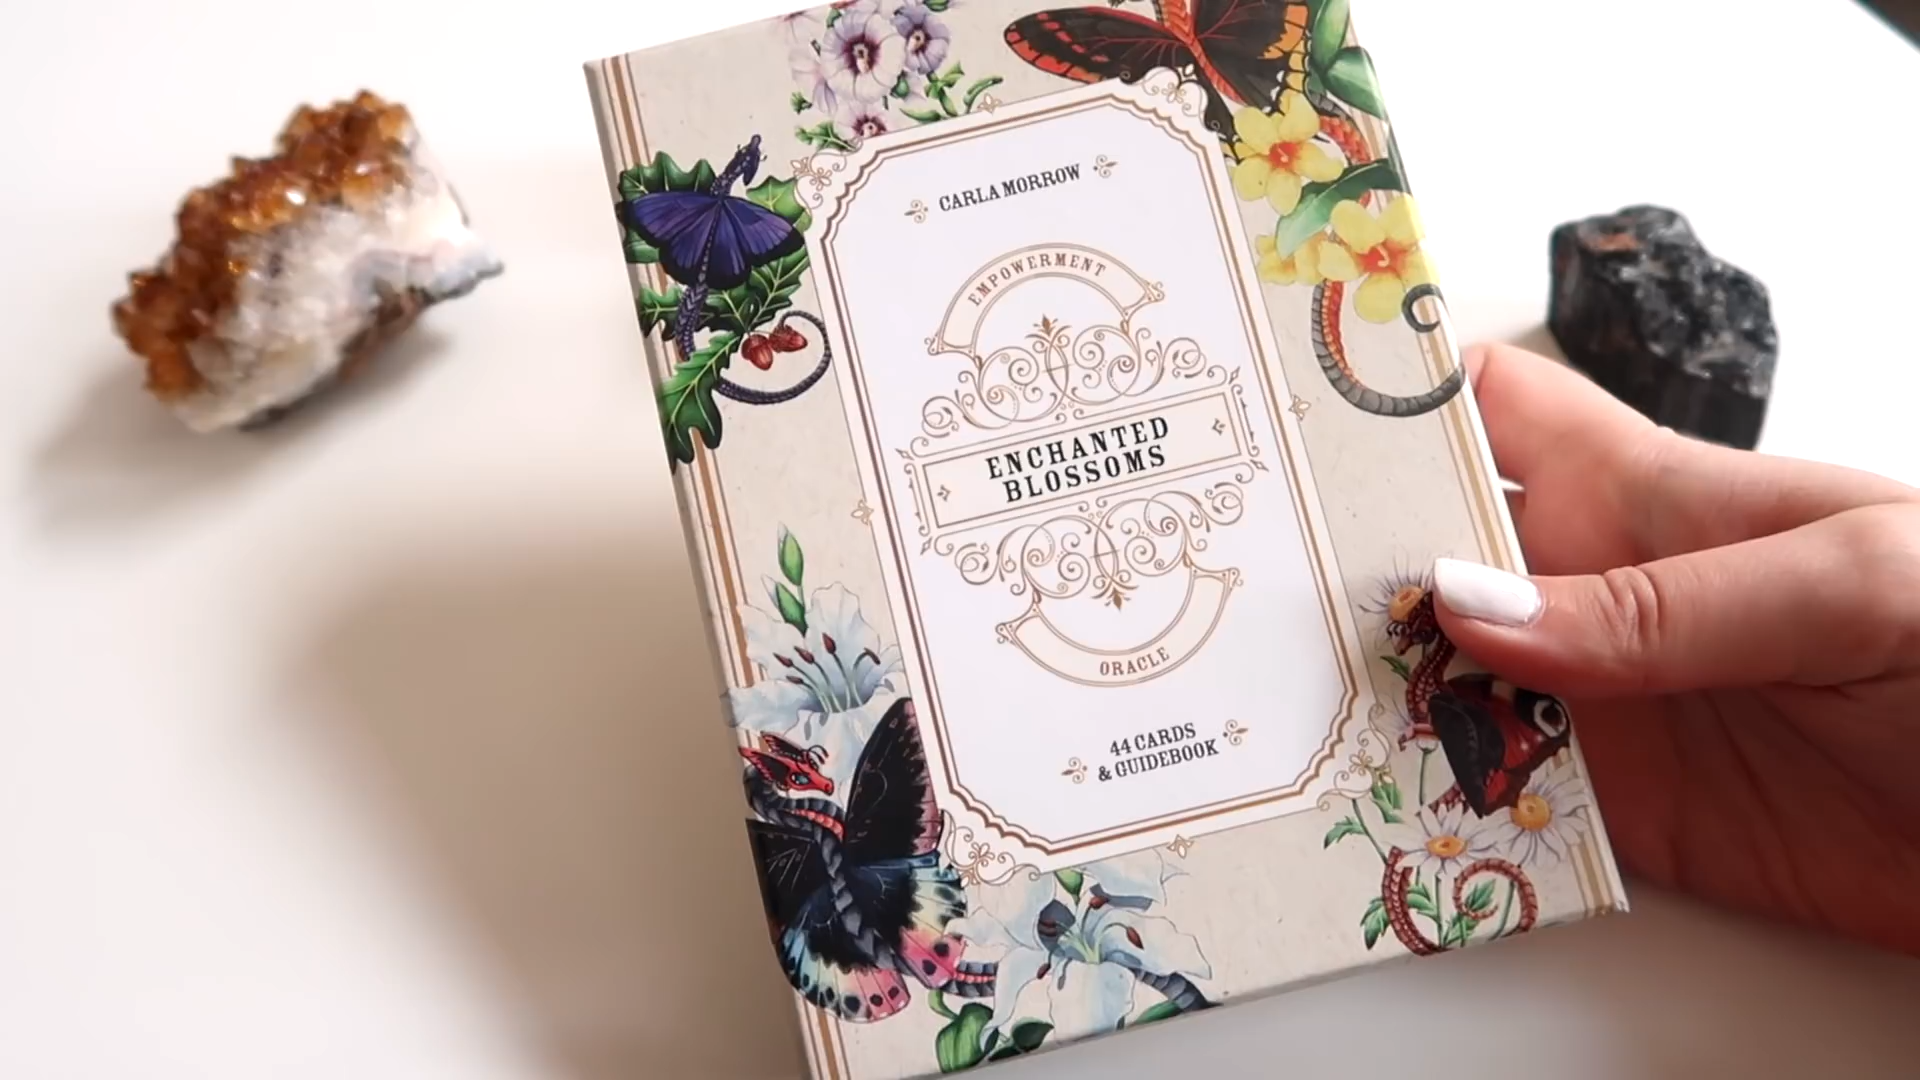 CARLA MORROW
EMPOWERMENT
ENCHANTED
BLOSSOMS
ORACLE
44 CARDS
& GUIDEBOOK